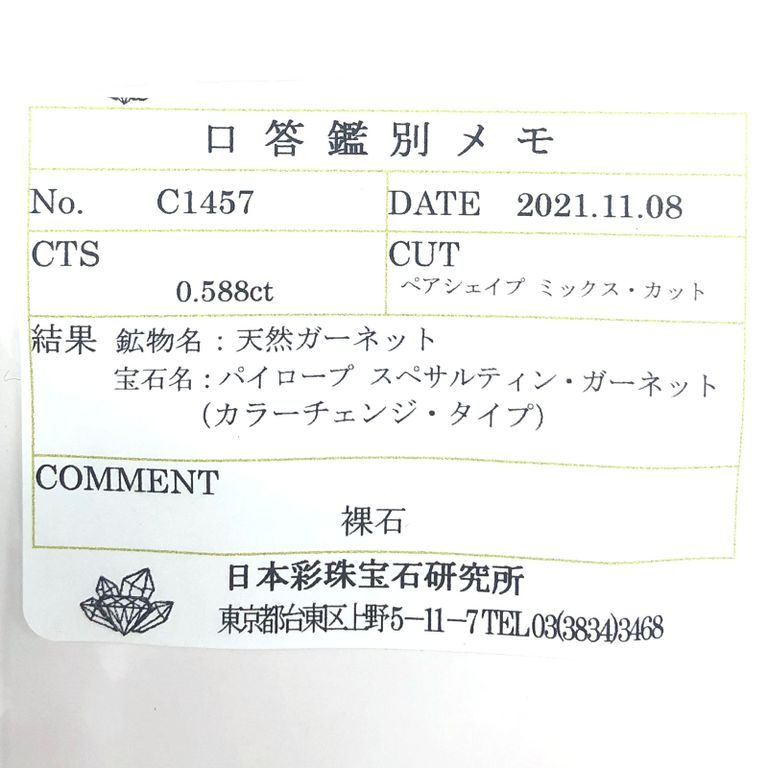 口答鑑別メモ
No. C1457 DATE 2021.11.08
CTS CUT
0.588ct ペアシェイプ ミックス・カット
結果 鉱物名：天然ガーネット
宝石名：パイロープ スペサルティン・ガーネット
(カラーチェンジ・タイプ)
COMMENT
裸石
日本彩珠宝石研究所
東京都台東区上野5-11-7 TEL03(3834)3468